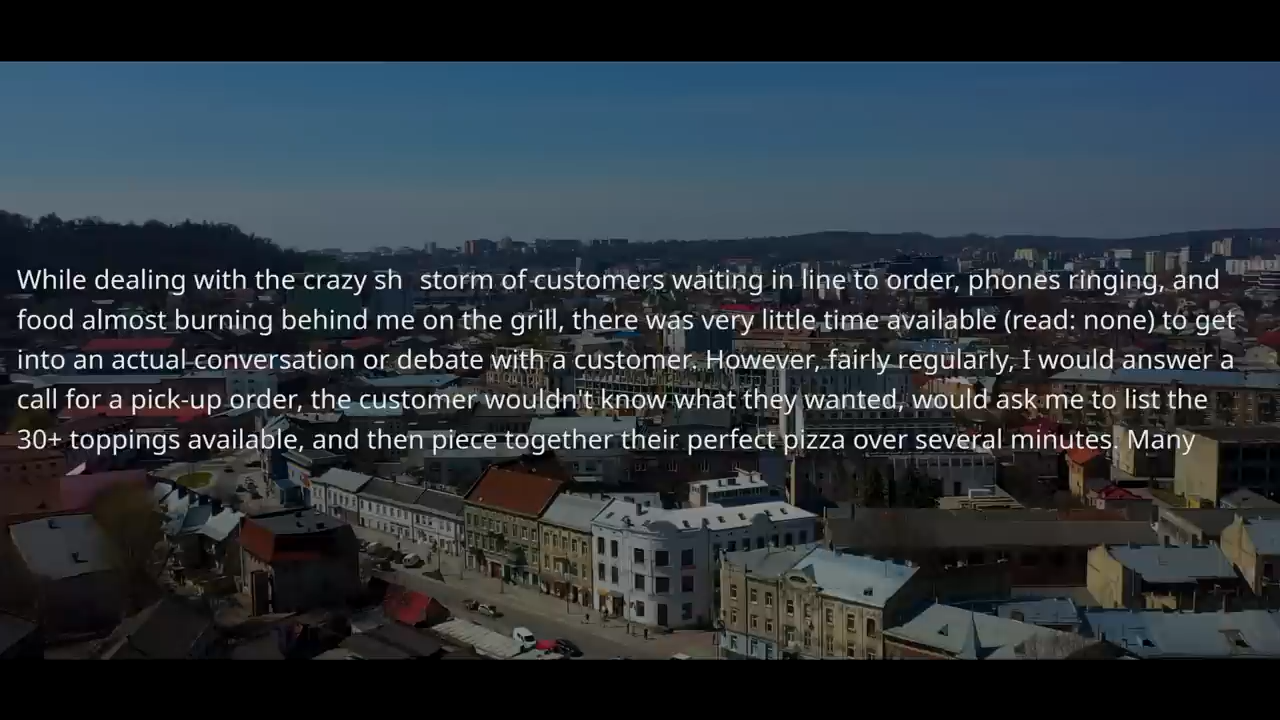 While dealing with the crazy sh  storm of customers waiting in line to order, phones ringing, and
food almost burning behind me on the grill, there was very little time available (read: none) to get
into an actual conversation or debate with a customer. However, fairly regularly, I would answer a
call for a pick-up order, the customer wouldn't know what they wanted, would ask me to list the
30+ toppings available, and then piece together their perfect pizza over several minutes. Many